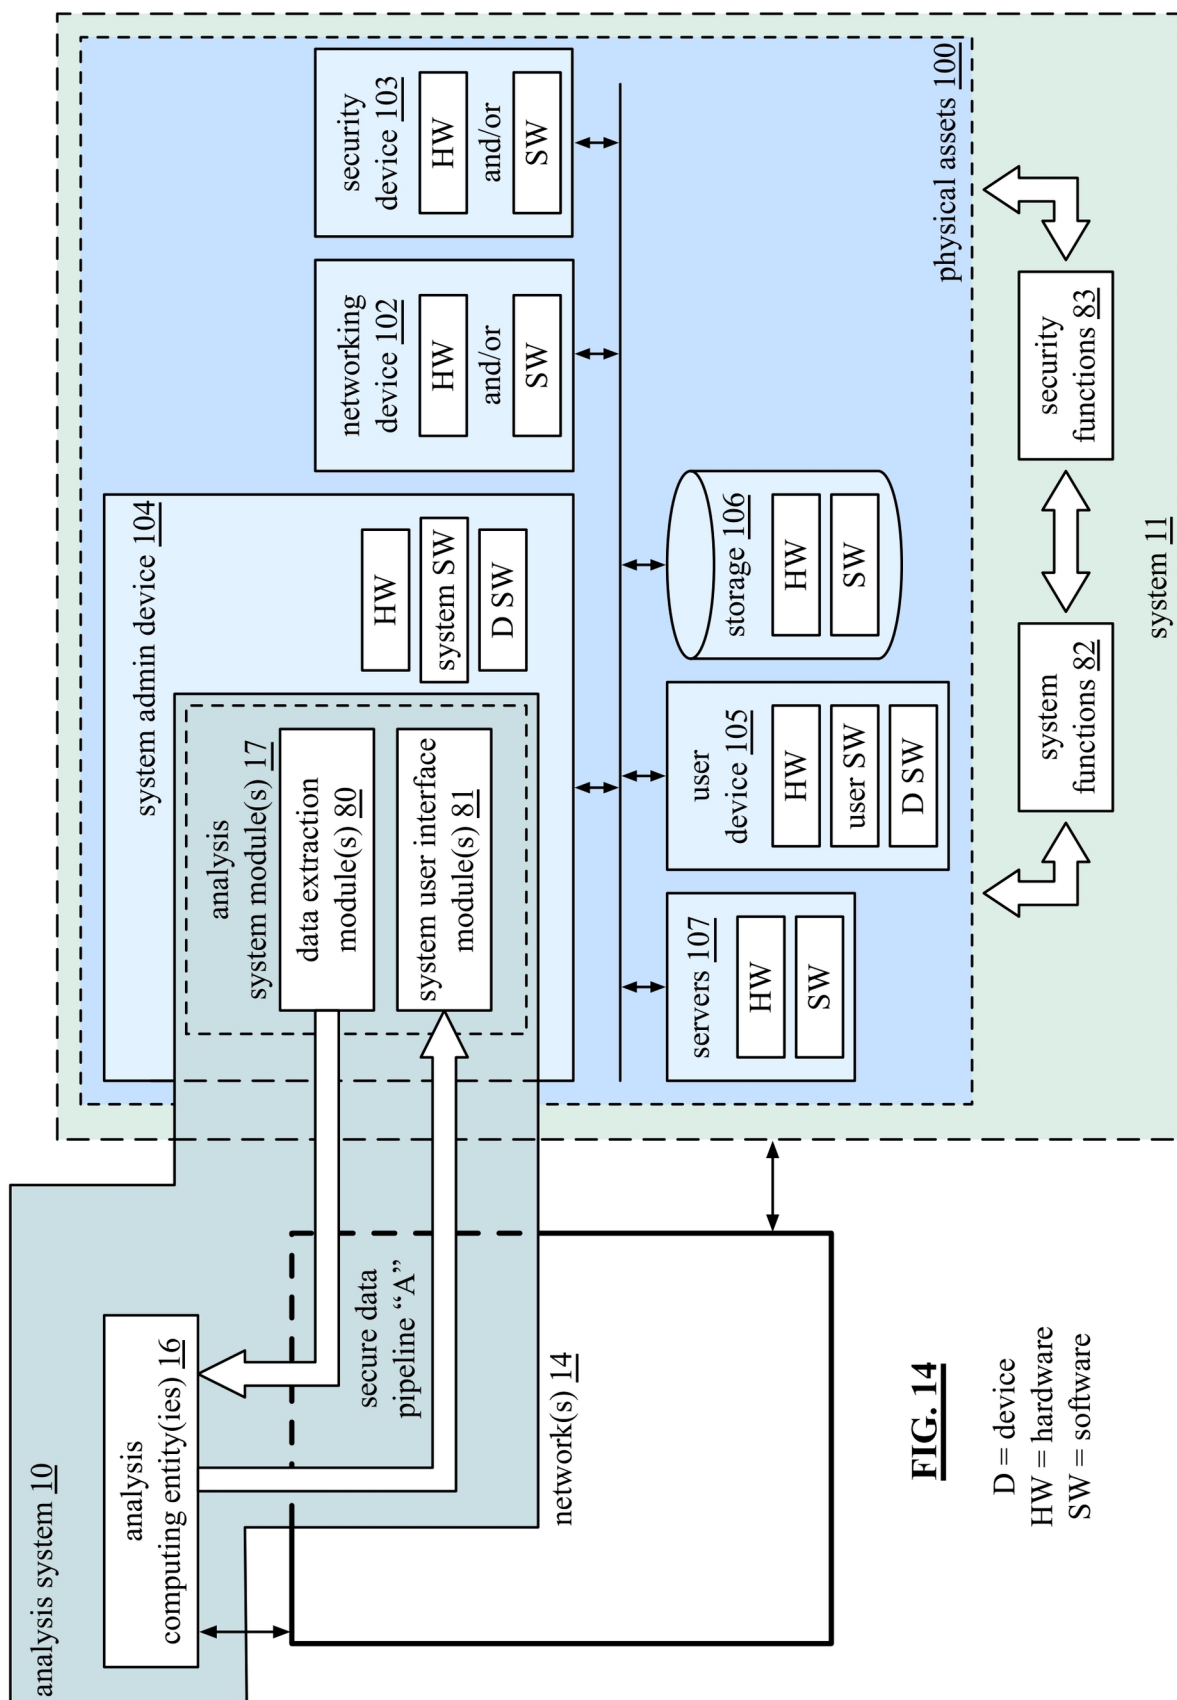 analysis system 10
analysis
computing entity(ies) 16
secure data
pipeline “A”
network(s) 14
system admin device 104
analysis
system module(s) 17
data extraction
module(s) 80
system user interface
module(s) 81
HW
system SW
D SW
networking
device 102
HW
and/or
SW
security
device 103
HW
and/or
SW
servers 107
HW
SW
user
device 105
HW
user SW
D SW
storage 106
HW
SW
physical assets 100
system
functions 82
security
functions 83
system 11
FIG. 14
D = device
HW = hardware
SW = software